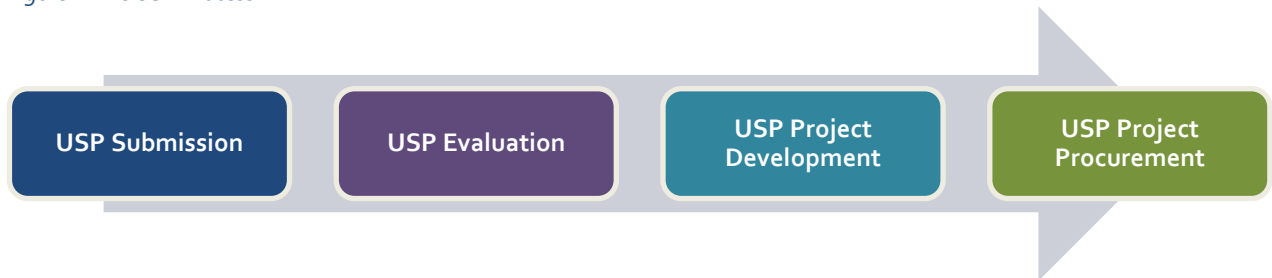 USP Submission
USP Evaluation
USP Project
Development
USP Project
Procurement